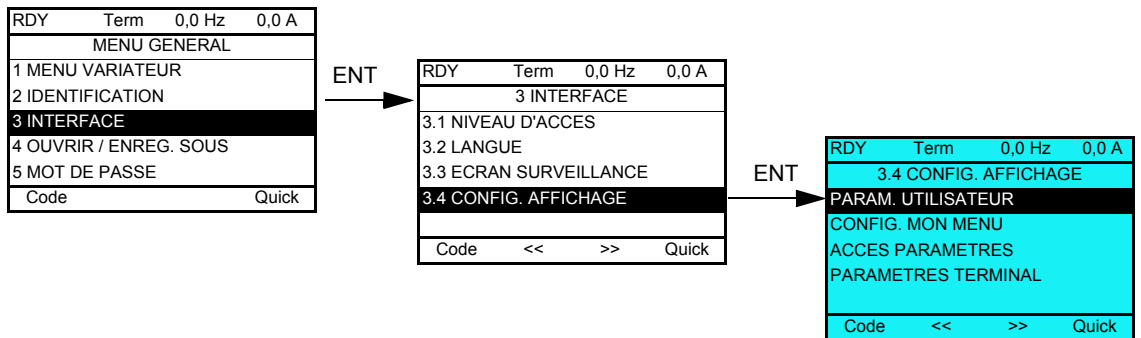 RDY Term 0,0 Hz 0,0 A
MENU GENERAL
1 MENU VARIATEUR
2 IDENTIFICATION
3 INTERFACE
4 OUVRIR / ENREG. SOUS
5 MOT DE PASSE
Code Quick
ENT
RDY Term 0,0 Hz 0,0 A
3 INTERFACE
3.1 NIVEAU D'ACCES
3.2 LANGUE
3.3 ECRAN SURVEILLANCE
3.4 CONFIG. AFFICHAGE
Code << >> Quick
ENT
RDY Term 0,0 Hz 0,0 A
3.4 CONFIG. AFFICHAGE
PARAM. UTILISATEUR
CONFIG. MON MENU
ACCES PARAMETRES
PARAMETRES TERMINAL
Code << >> Quick